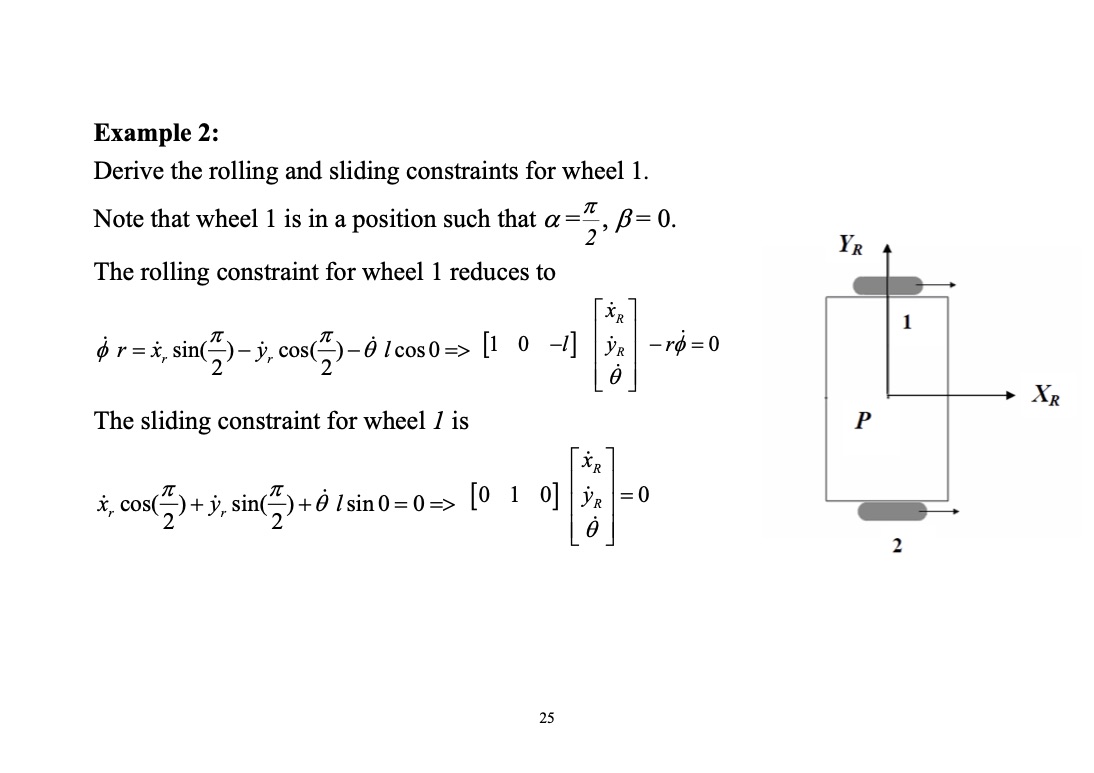 Example 2:
Derive the rolling and sliding constraints for wheel 1.
Note that wheel 1 is in a position such that α = π/2, β = 0.
The rolling constraint for wheel 1 reduces to
ϕ̇ r = ẋ_r sin(π/2) − ẏ_r cos(π/2) − θ̇ l cos 0 => [1 0 −l] [ẋ_R ẏ_R θ̇] − rϕ̇ = 0
The sliding constraint for wheel 1 is
ẋ_r cos(π/2) + ẏ_r sin(π/2) + θ̇ l sin 0 = 0 => [0 1 0] [ẋ_R ẏ_R θ̇] = 0
Y_R
1
X_R
P
2
25